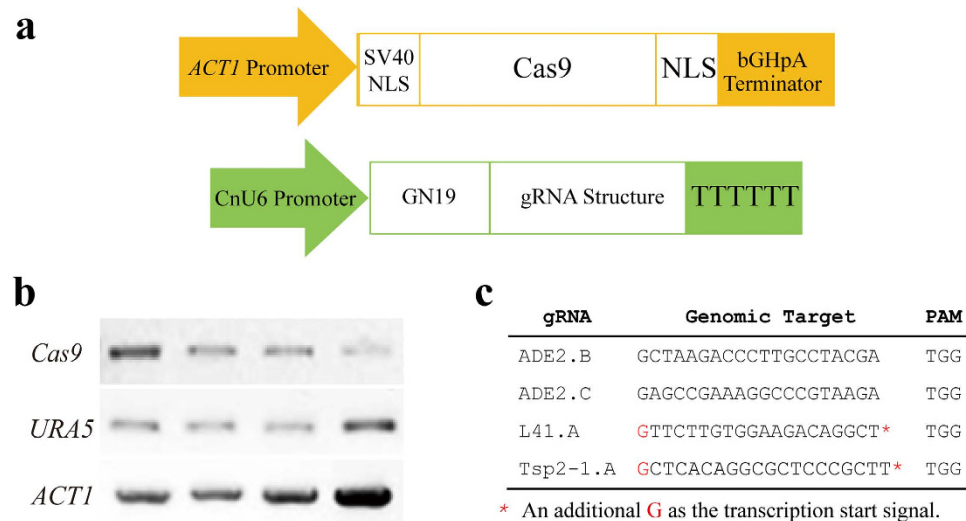 a
ACT1 Promoter
SV40
NLS
Cas9
NLS
bGHpA
Terminator
CnU6 Promoter
GN19
gRNA Structure
TTTTTT
b
Cas9
URA5
ACT1
c
gRNA Genomic Target PAM
ADE2.B GCTAAGACCCTTGCCTACGA TGG
ADE2.C GAGCCGAAAGGCCCGTAAGA TGG
L41.A GTTCTTGTGGAAGACAGGCT* TGG
Tsp2-1.A GCTCACAGGCGCTCCCGCTT* TGG
* An additional G as the transcription start signal.